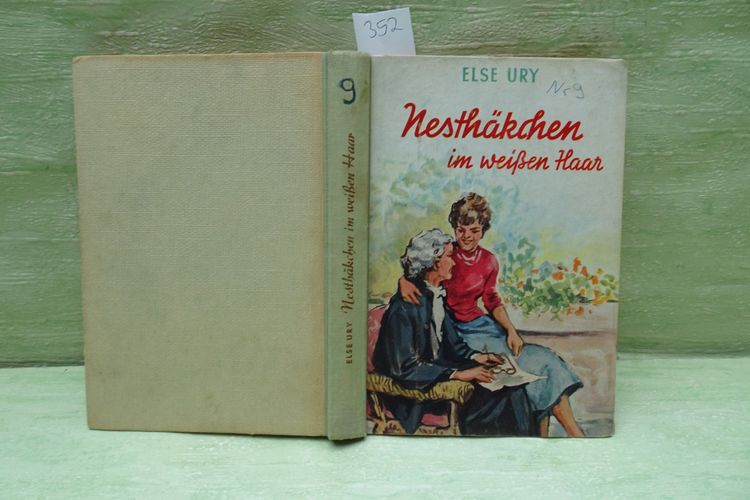 352
9
ELSE URY Nesthäkchen im weißen Haar
ELSE URY
Nr 9
Nesthäkchen
im weißen Haar